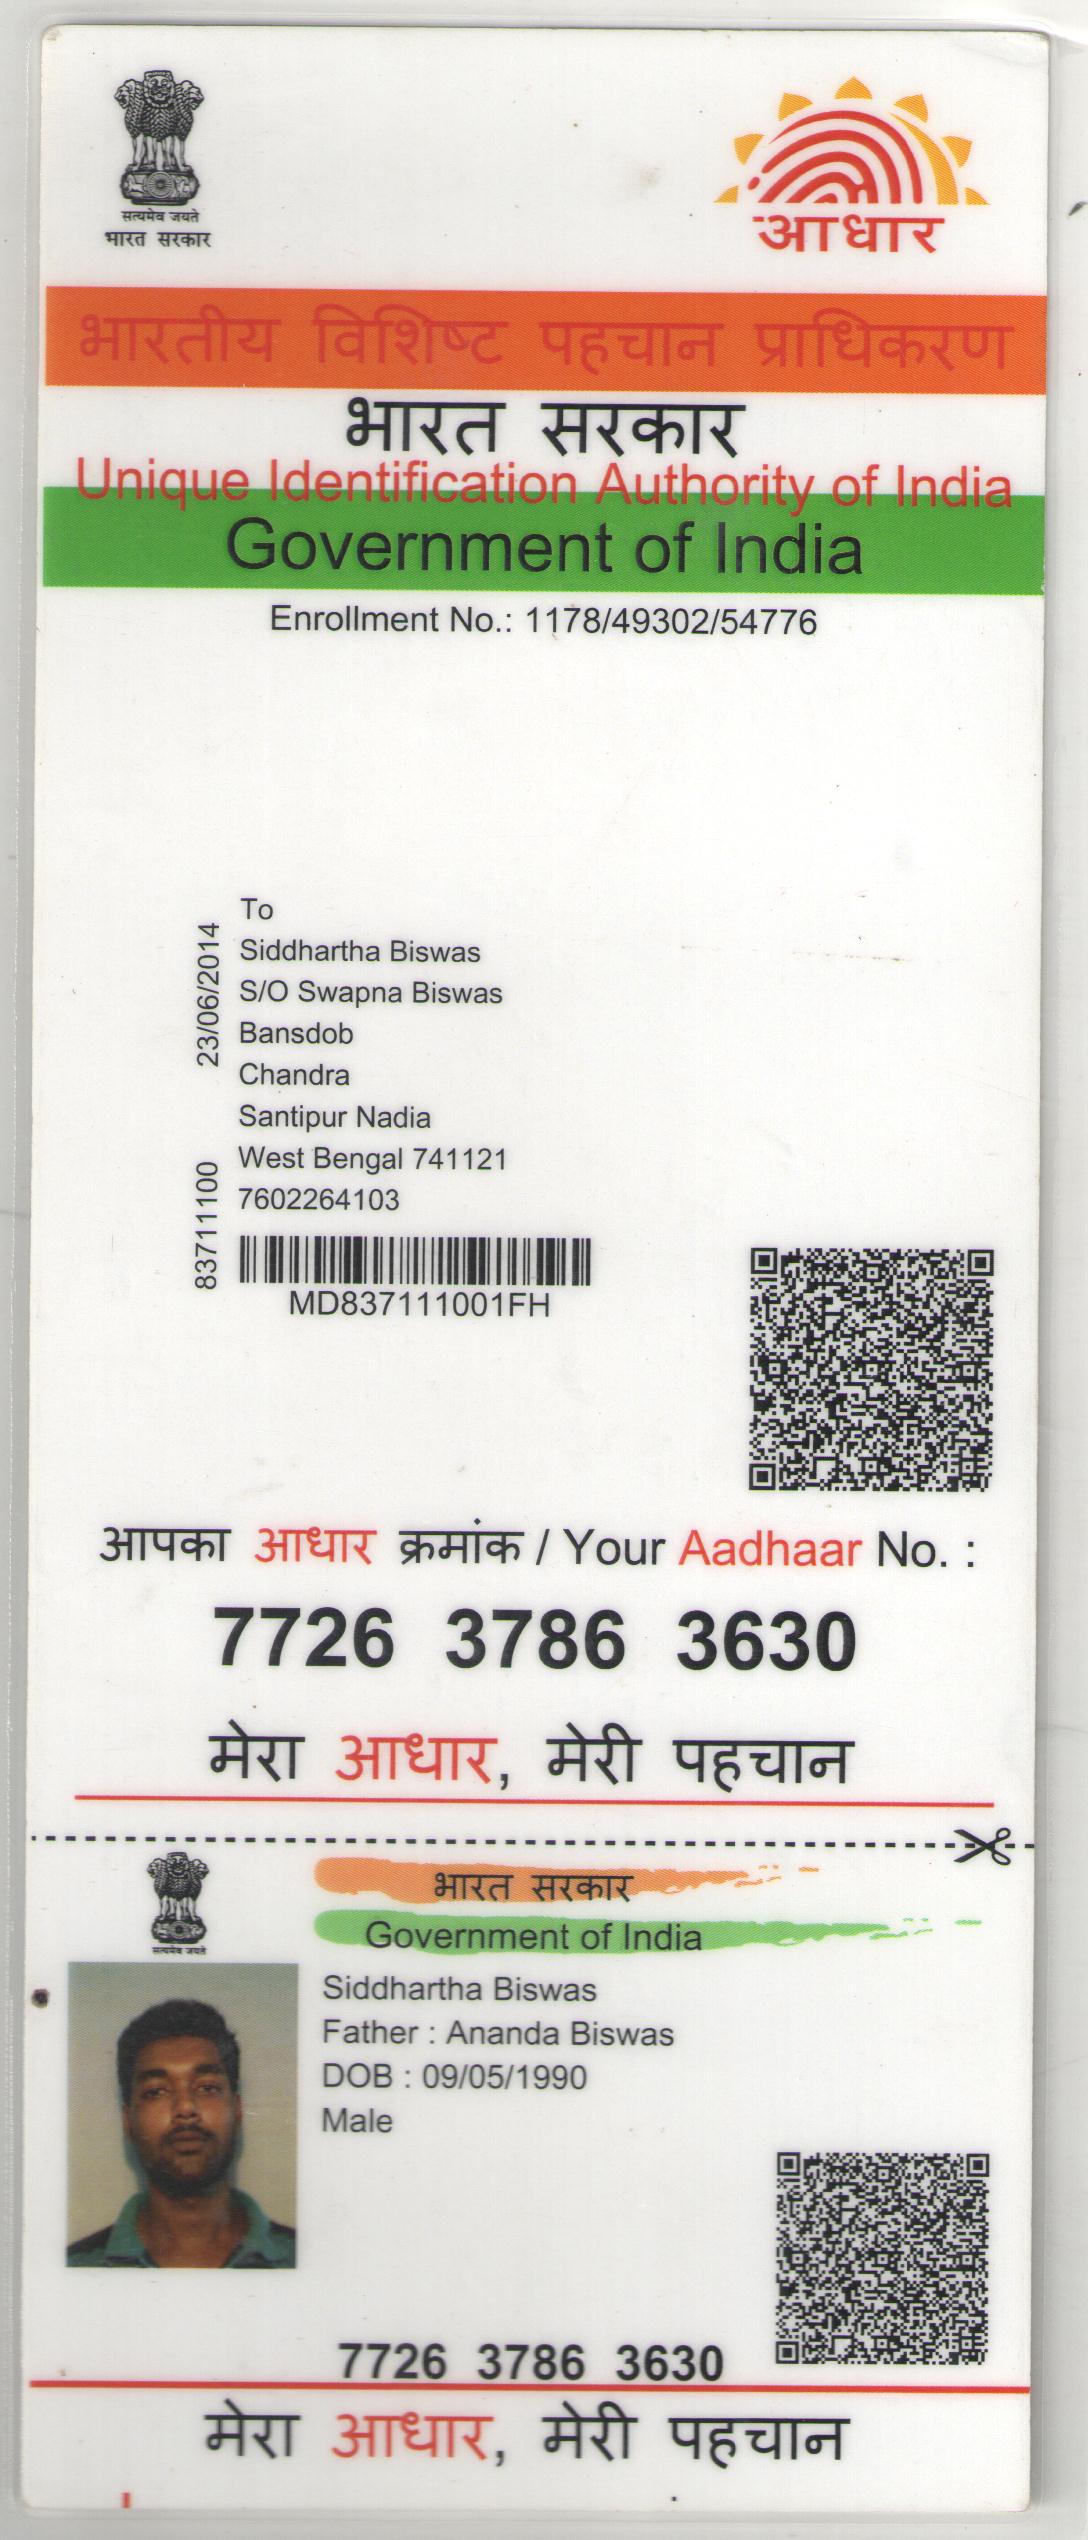 सत्यमेव जयते
भारत सरकार
आधार
भारतीय विशिष्ट पहचान प्राधिकरण
भारत सरकार
Unique Identification Authority of India
Government of India
Enrollment No.: 1178/49302/54776
23/06/2014
83711100
To
Siddhartha Biswas
S/O Swapna Biswas
Bansdob
Chandra
Santipur Nadia
West Bengal 741121
7602264103
MD837111001FH
आपका आधार क्रमांक / Your Aadhaar No. :
7726 3786 3630
मेरा आधार, मेरी पहचान
सत्यमेव जयते
भारत सरकार
Government of India
Siddhartha Biswas
Father : Ananda Biswas
DOB : 09/05/1990
Male
7726 3786 3630
मेरा आधार, मेरी पहचान